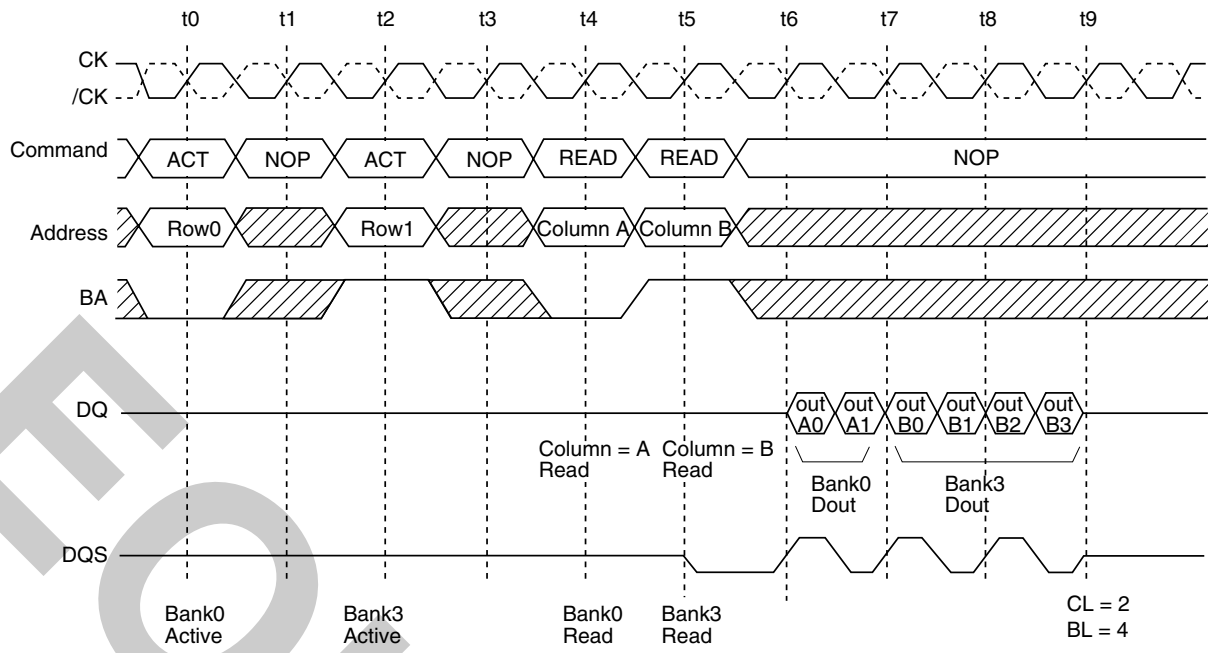 t0 t1 t2 t3 t4 t5 t6 t7 t8 t9
CK
/CK
Command ACT NOP ACT NOP READ READ NOP
Address Row0 Row1 Column A Column B
BA
DQ out A0 out A1 out B0 out B1 out B2 out B3
Column = A Column = B
Read Read
Bank0 Bank3
Dout Dout
DQS
Bank0 Bank3 Bank0 Bank3 CL = 2
Active Active Read Read BL = 4